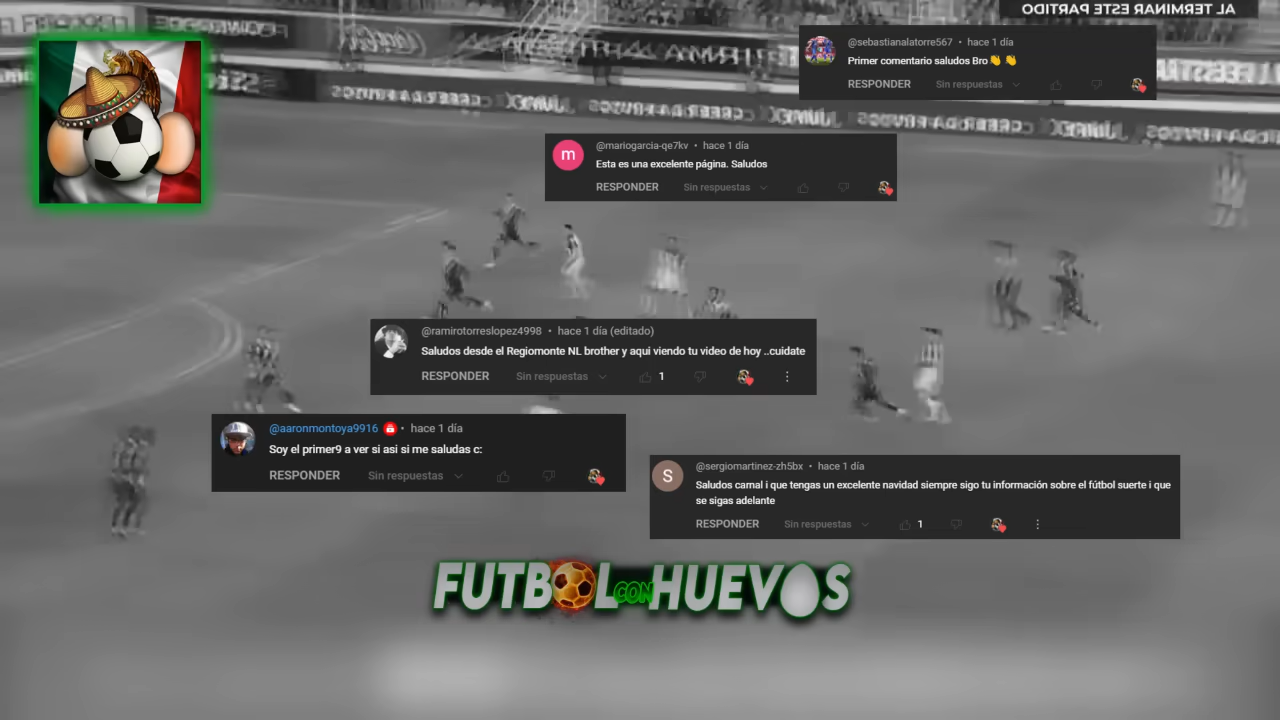 AL TERMINAR ESTE PARTIDO
@sebastianalatorre567 • hace 1 día
Primer comentario saludos Bro 👏 👏
RESPONDER Sin respuestas
@mariogarcia-qe7kv • hace 1 día
m
Esta es una excelente página. Saludos
RESPONDER Sin respuestas
@ramirotorreslopez4998 • hace 1 día (editado)
Saludos desde el Regiomonte NL brother y aqui viendo tu video de hoy ..cuidate
RESPONDER Sin respuestas 1
@aaronmontoya9916 • hace 1 día
Soy el primer9 a ver si asi si me saludas c:
RESPONDER Sin respuestas
@sergiomartinez-zh5bx • hace 1 día
S
Saludos carnal i que tengas un excelente navidad siempre sigo tu información sobre el fútbol suerte i que
se sigas adelante
RESPONDER Sin respuestas 1
FUTBOL CON HUEVOS